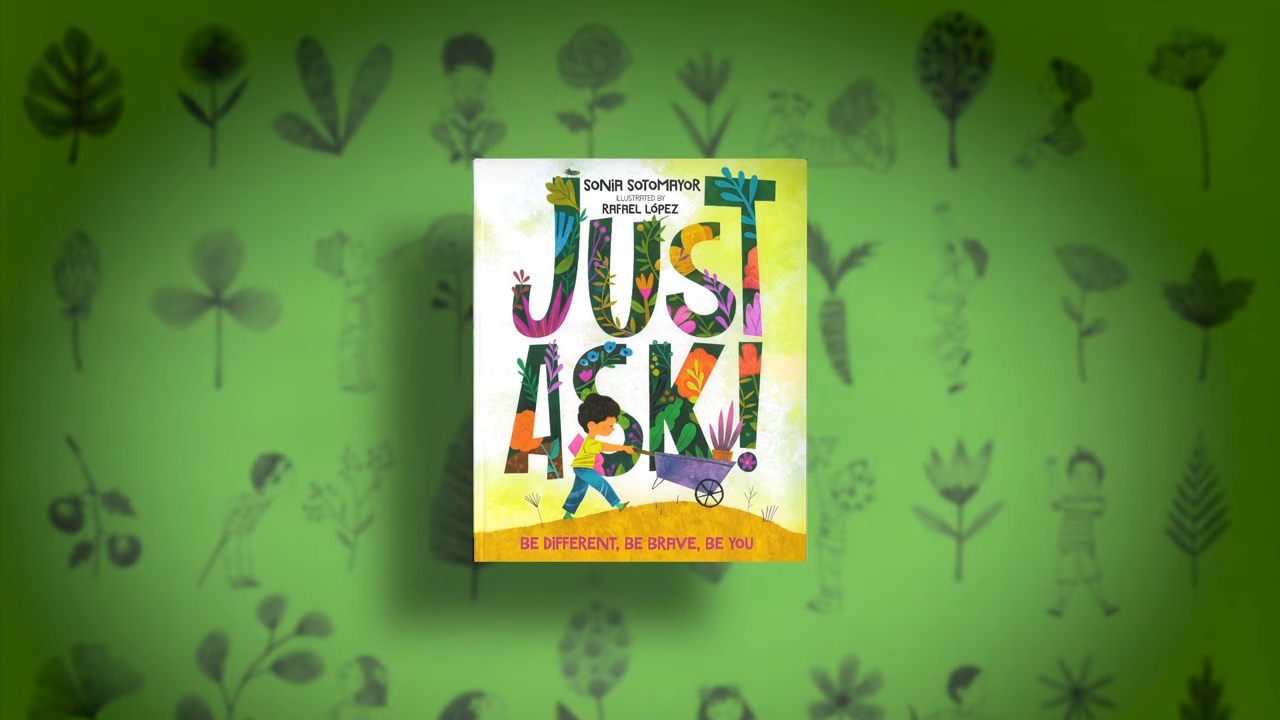 SONIA SOTOMAYOR
ILLUSTRATED BY
RAFAEL LÓPEZ
JUST
ASK!
BE DIFFERENT, BE BRAVE, BE YOU